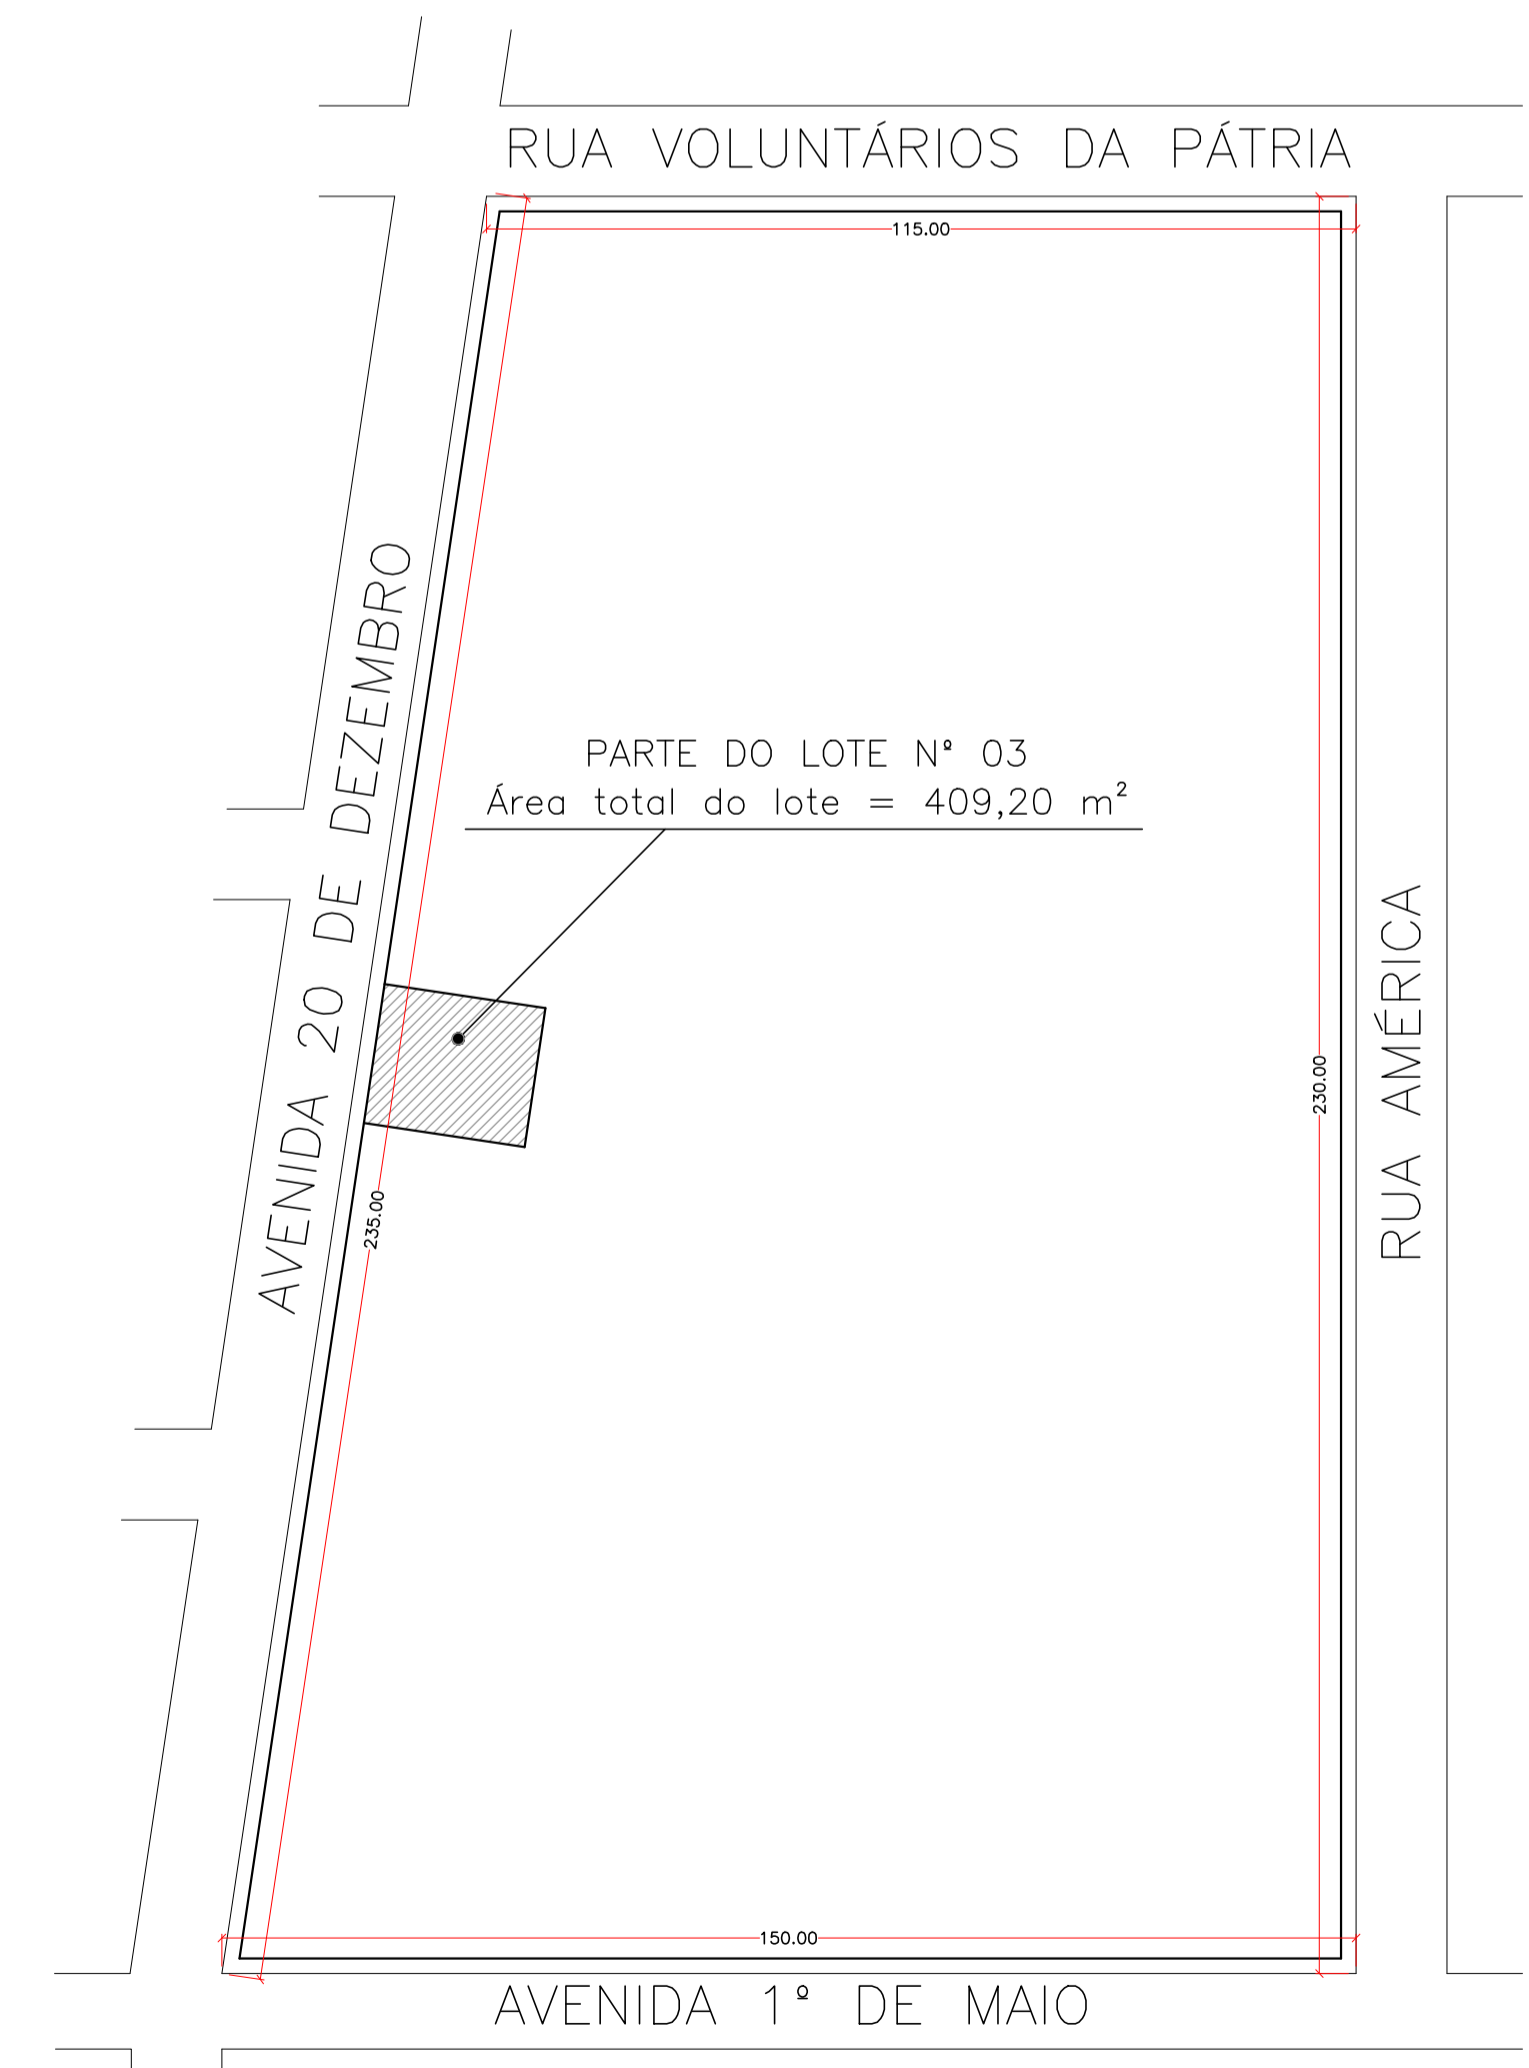 RUA VOLUNTÁRIOS DA PÁTRIA
115.00
AVENIDA 20 DE DEZEMBRO
PARTE DO LOTE Nº 03
Área total do lote = 409,20 m²
RUA AMÉRICA
230.00
235.00
150.00
AVENIDA 1º DE MAIO